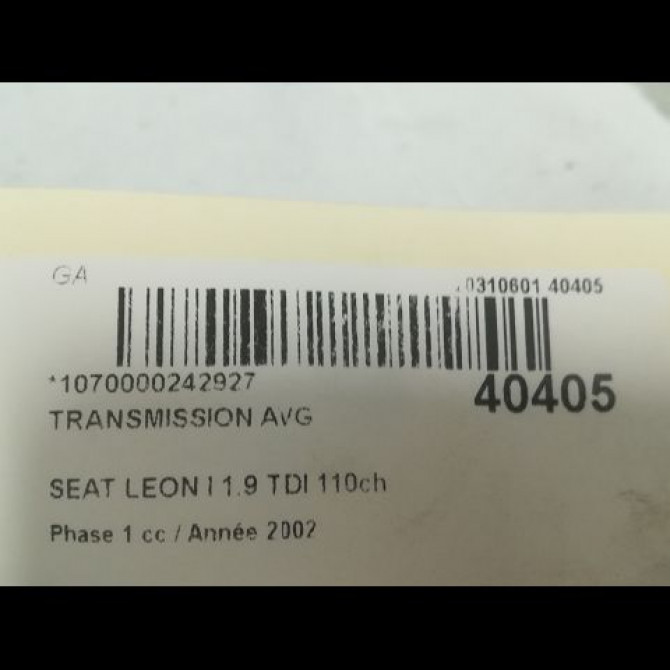 GA
0310601 40405
*1070000242927
40405
TRANSMISSION AVG
SEAT LEON I 1.9 TDI 110ch
Phase 1 cc / Année 2002